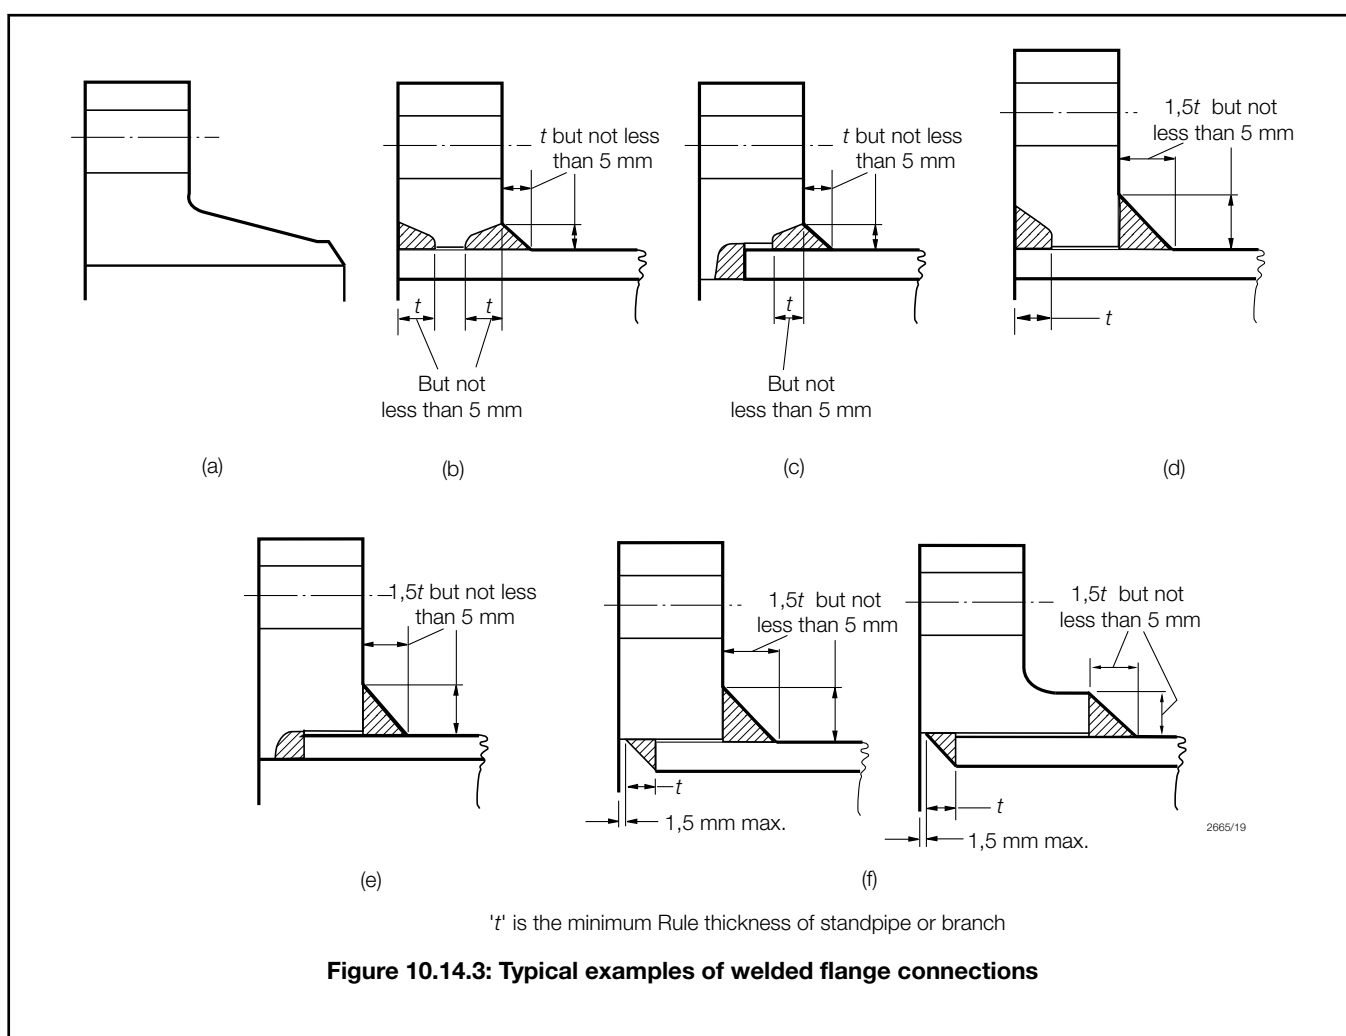 t but not less
than 5 mm
t
t
But not
less than 5 mm
t but not less
than 5 mm
t
But not
less than 5 mm
1,5t but not
less than 5 mm
t
(a)
(b)
(c)
(d)
1,5t but not less
than 5 mm
1,5t but not
less than 5 mm
t
1,5 mm max.
1,5t but not
less than 5 mm
t
1,5 mm max.
2665/19
(e)
(f)
't' is the minimum Rule thickness of standpipe or branch
Figure 10.14.3: Typical examples of welded flange connections